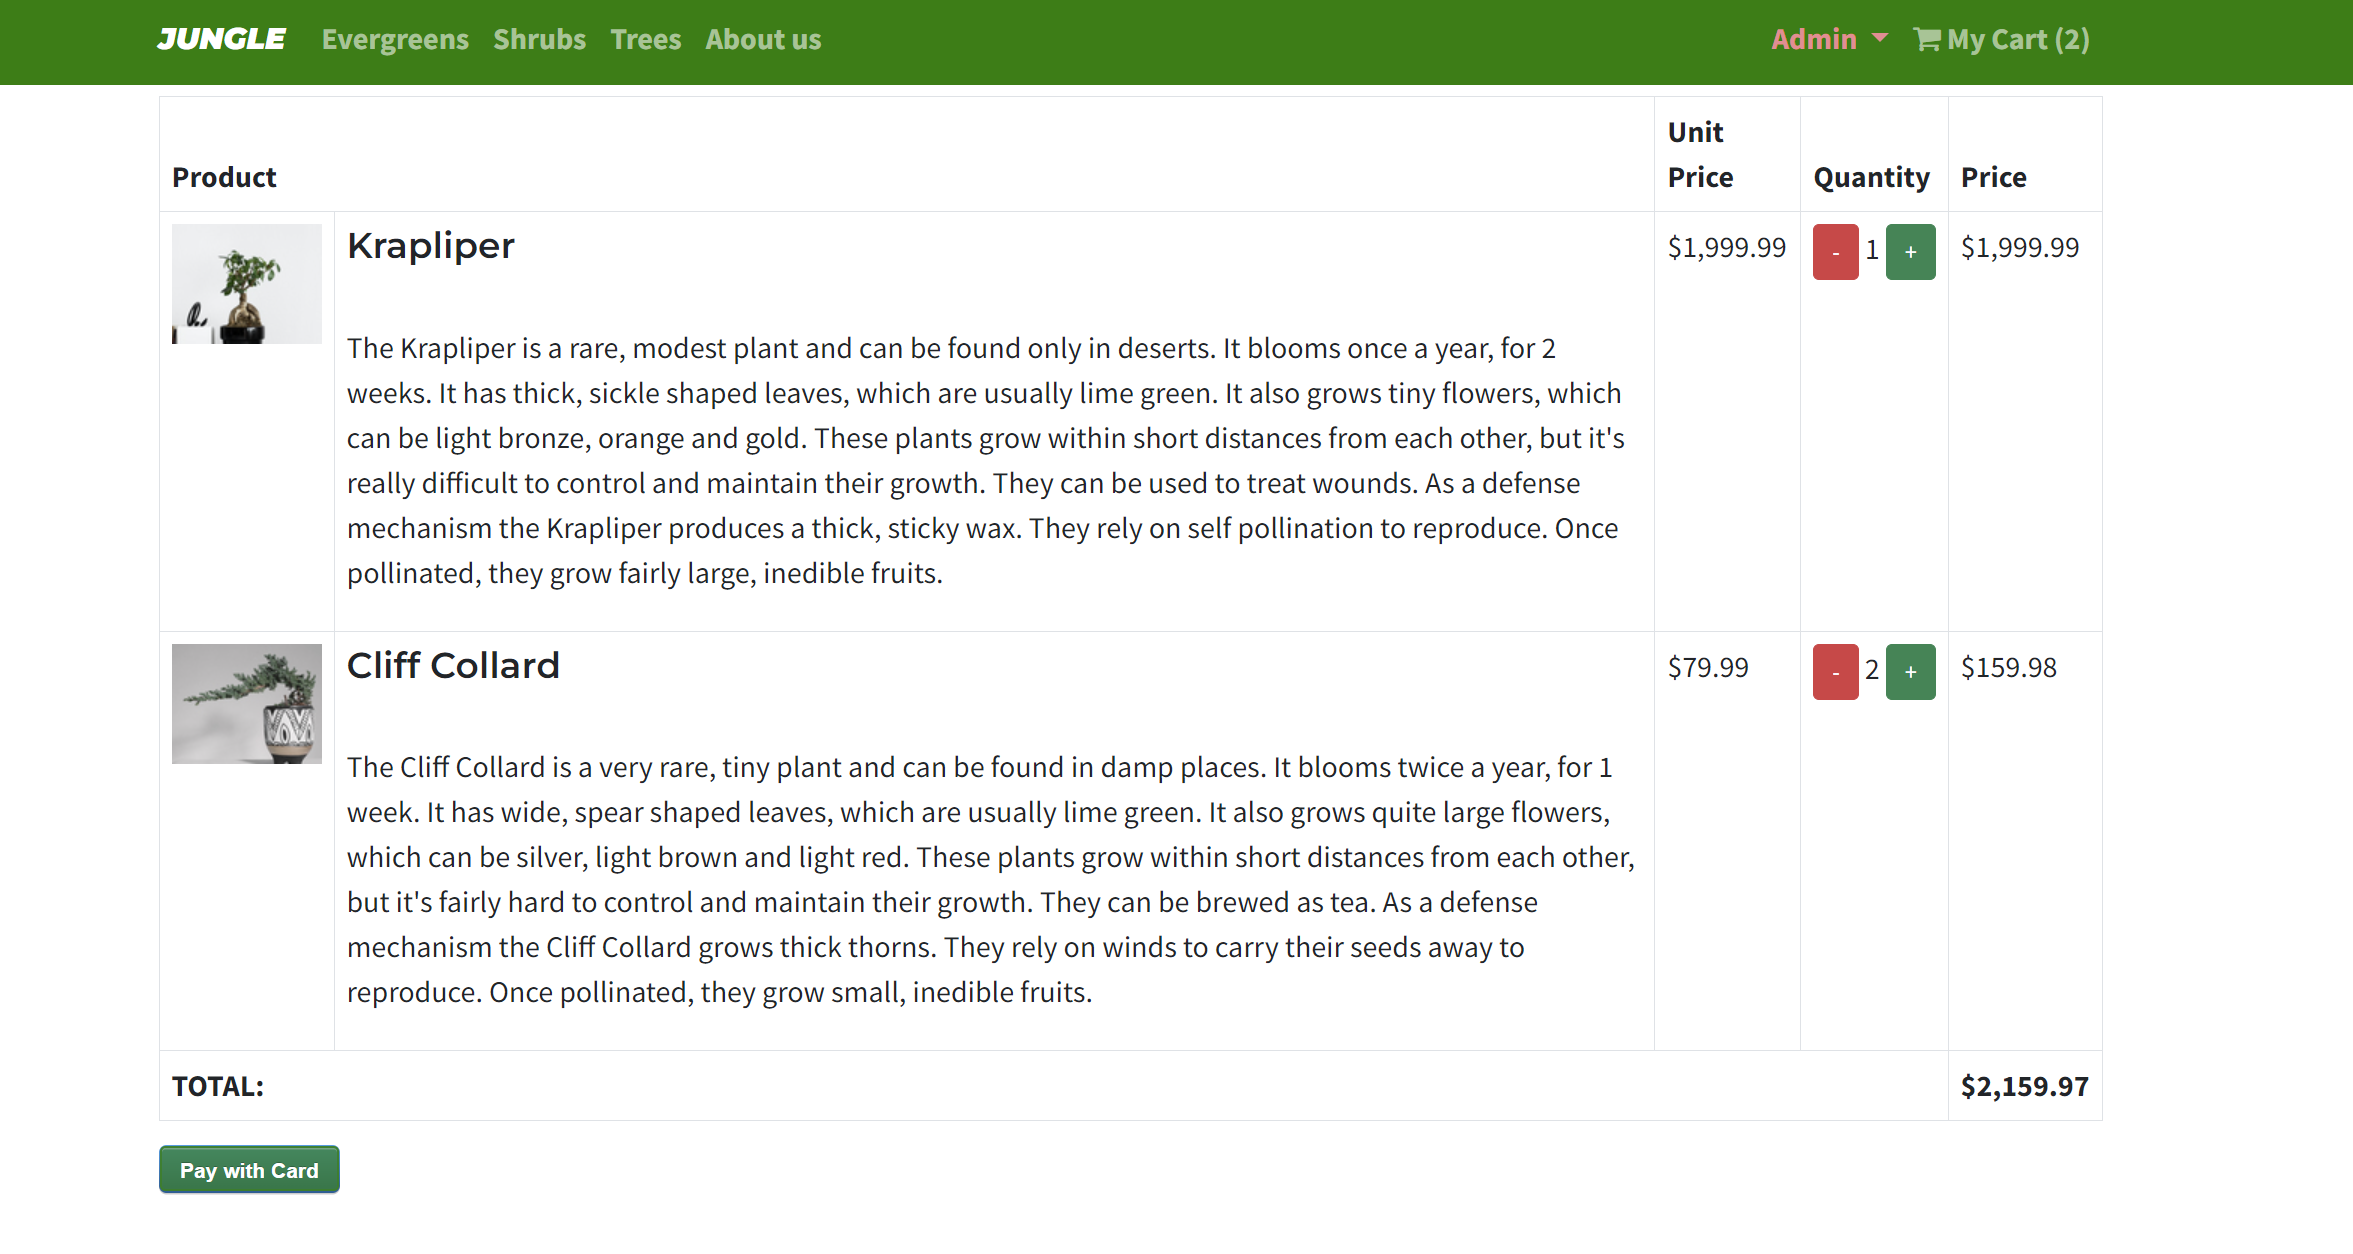 JUNGLE Evergreens Shrubs Trees About us Admin My Cart (2)
Product Unit Price Quantity Price
Krapliper $1,999.99 - 1 + $1,999.99
The Krapliper is a rare, modest plant and can be found only in deserts. It blooms once a year, for 2
weeks. It has thick, sickle shaped leaves, which are usually lime green. It also grows tiny flowers, which
can be light bronze, orange and gold. These plants grow within short distances from each other, but it's
really difficult to control and maintain their growth. They can be used to treat wounds. As a defense
mechanism the Krapliper produces a thick, sticky wax. They rely on self pollination to reproduce. Once
pollinated, they grow fairly large, inedible fruits.
Cliff Collard $79.99 - 2 + $159.98
The Cliff Collard is a very rare, tiny plant and can be found in damp places. It blooms twice a year, for 1
week. It has wide, spear shaped leaves, which are usually lime green. It also grows quite large flowers,
which can be silver, light brown and light red. These plants grow within short distances from each other,
but it's fairly hard to control and maintain their growth. They can be brewed as tea. As a defense
mechanism the Cliff Collard grows thick thorns. They rely on winds to carry their seeds away to
reproduce. Once pollinated, they grow small, inedible fruits.
TOTAL: $2,159.97
Pay with Card